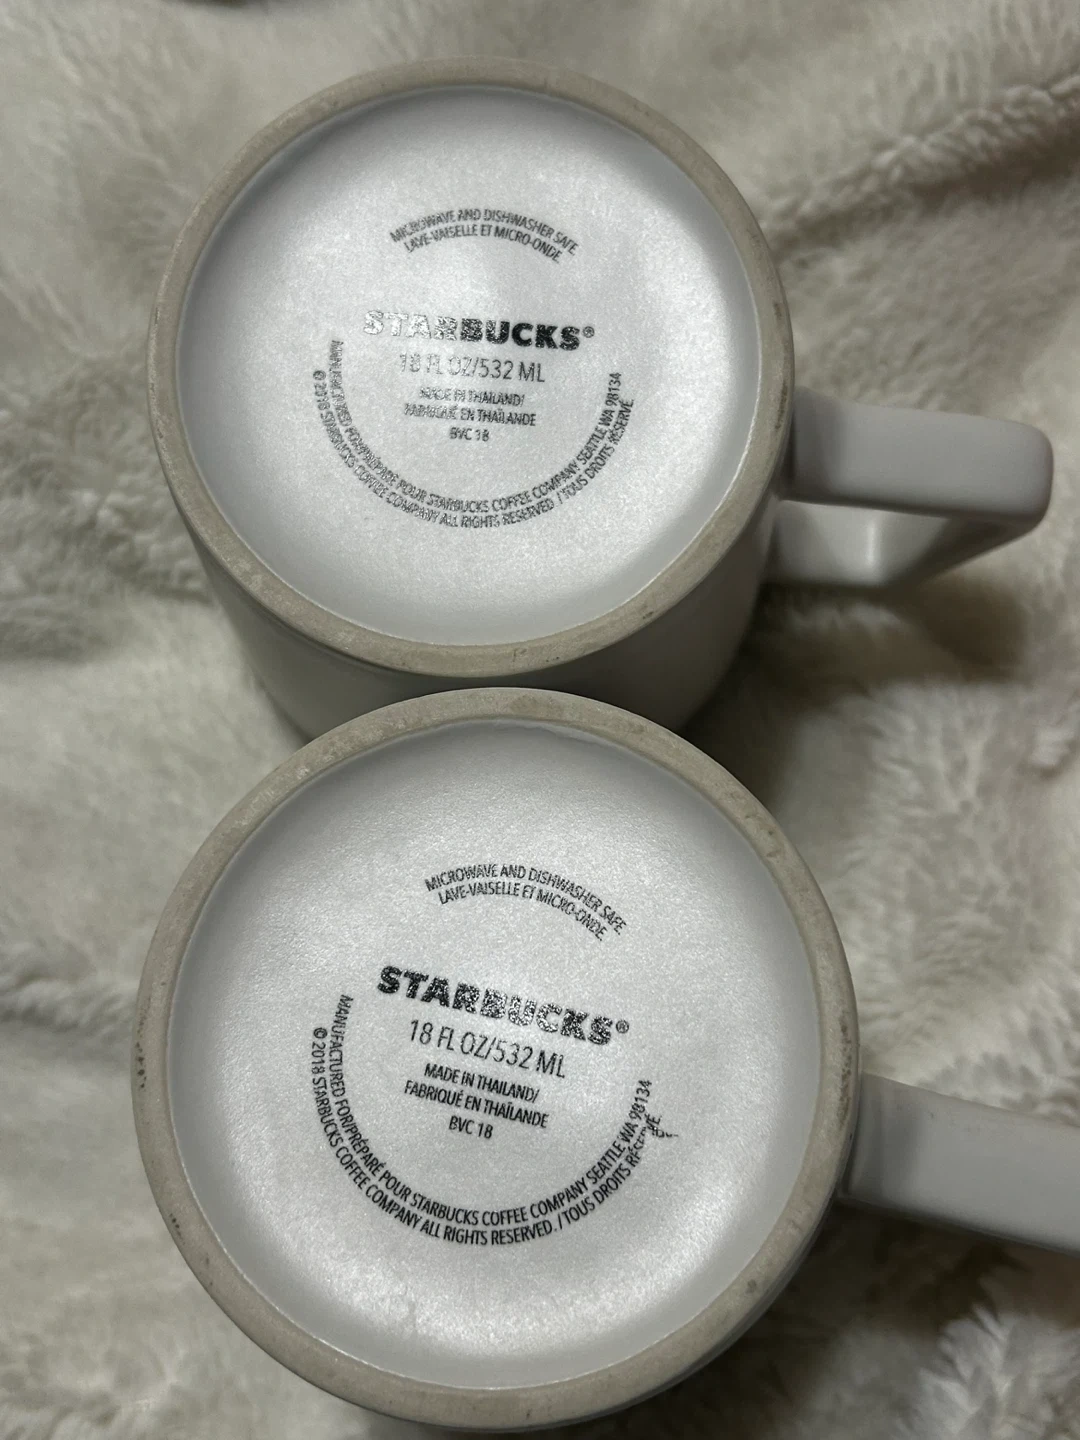 MICROWAVE AND DISHWASHER SAFE.
LAVE-VAISSELLE ET MICRO-ONDE.
STARBUCKS®
18 FL OZ/532 ML
MADE IN THAILAND/
FABRIQUÉ EN THAÏLANDE
BVC 18
MANUFACTURED FOR/PRÉPARÉ POUR STARBUCKS COFFEE COMPANY SEATTLE WA 98134
©2018 STARBUCKS COFFEE COMPANY ALL RIGHTS RESERVED. / TOUS DROITS RÉSERVÉ.
MICROWAVE AND DISHWASHER SAFE.
LAVE-VAISELLE ET MICRO-ONDE.
STARBUCKS®
18 FL OZ/532 ML
MADE IN THAILAND/
FABRIQUÉ EN THAÏLANDE
BVC 18
MANUFACTURED FOR/PRÉPARÉ POUR STARBUCKS COFFEE COMPANY SEATTLE WA 98134
©2018 STARBUCKS COFFEE COMPANY ALL RIGHTS RESERVED. / TOUS DROITS RÉSERVÉ.